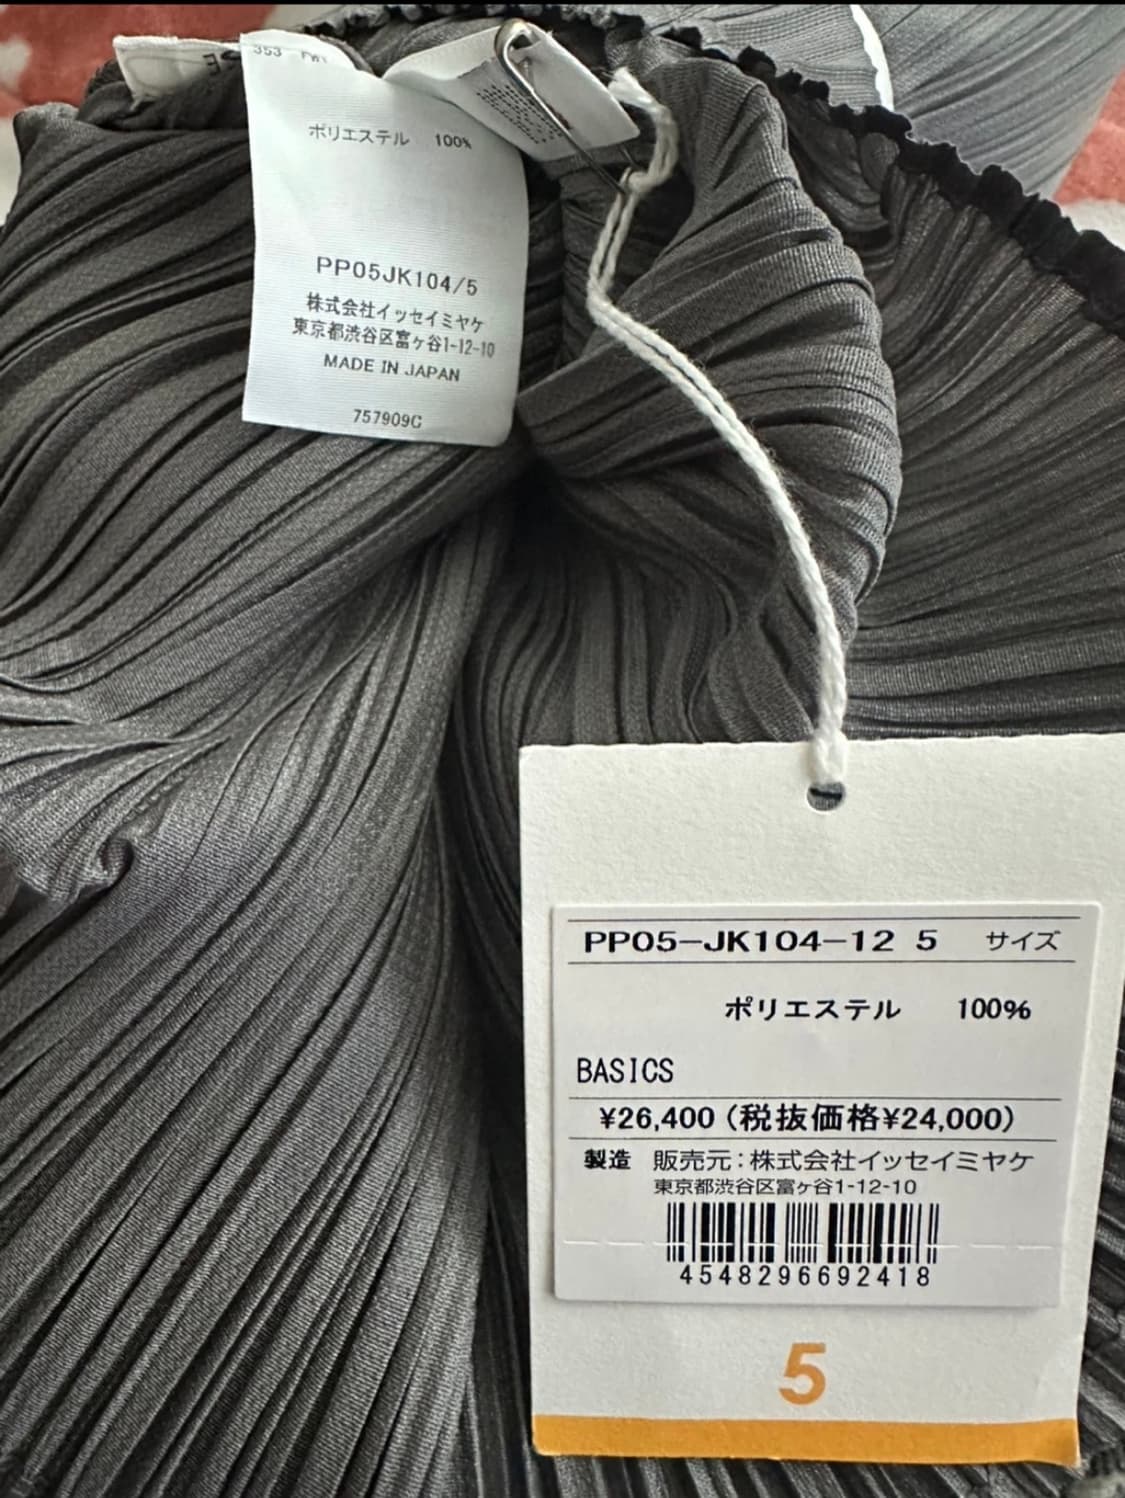 353
ポリエステル 100%
PP05JK104/5
株式会社イッセイミヤケ
東京都渋谷区富ヶ谷1-12-10
MADE IN JAPAN
757909C
PP05-JK104-12 5 サイズ
ポリエステル 100%
BASICS
¥26,400(税抜価格¥24,000)
製造 販売元:株式会社イッセイミヤケ
東京都渋谷区富ヶ谷1-12-10
4548296692418
5